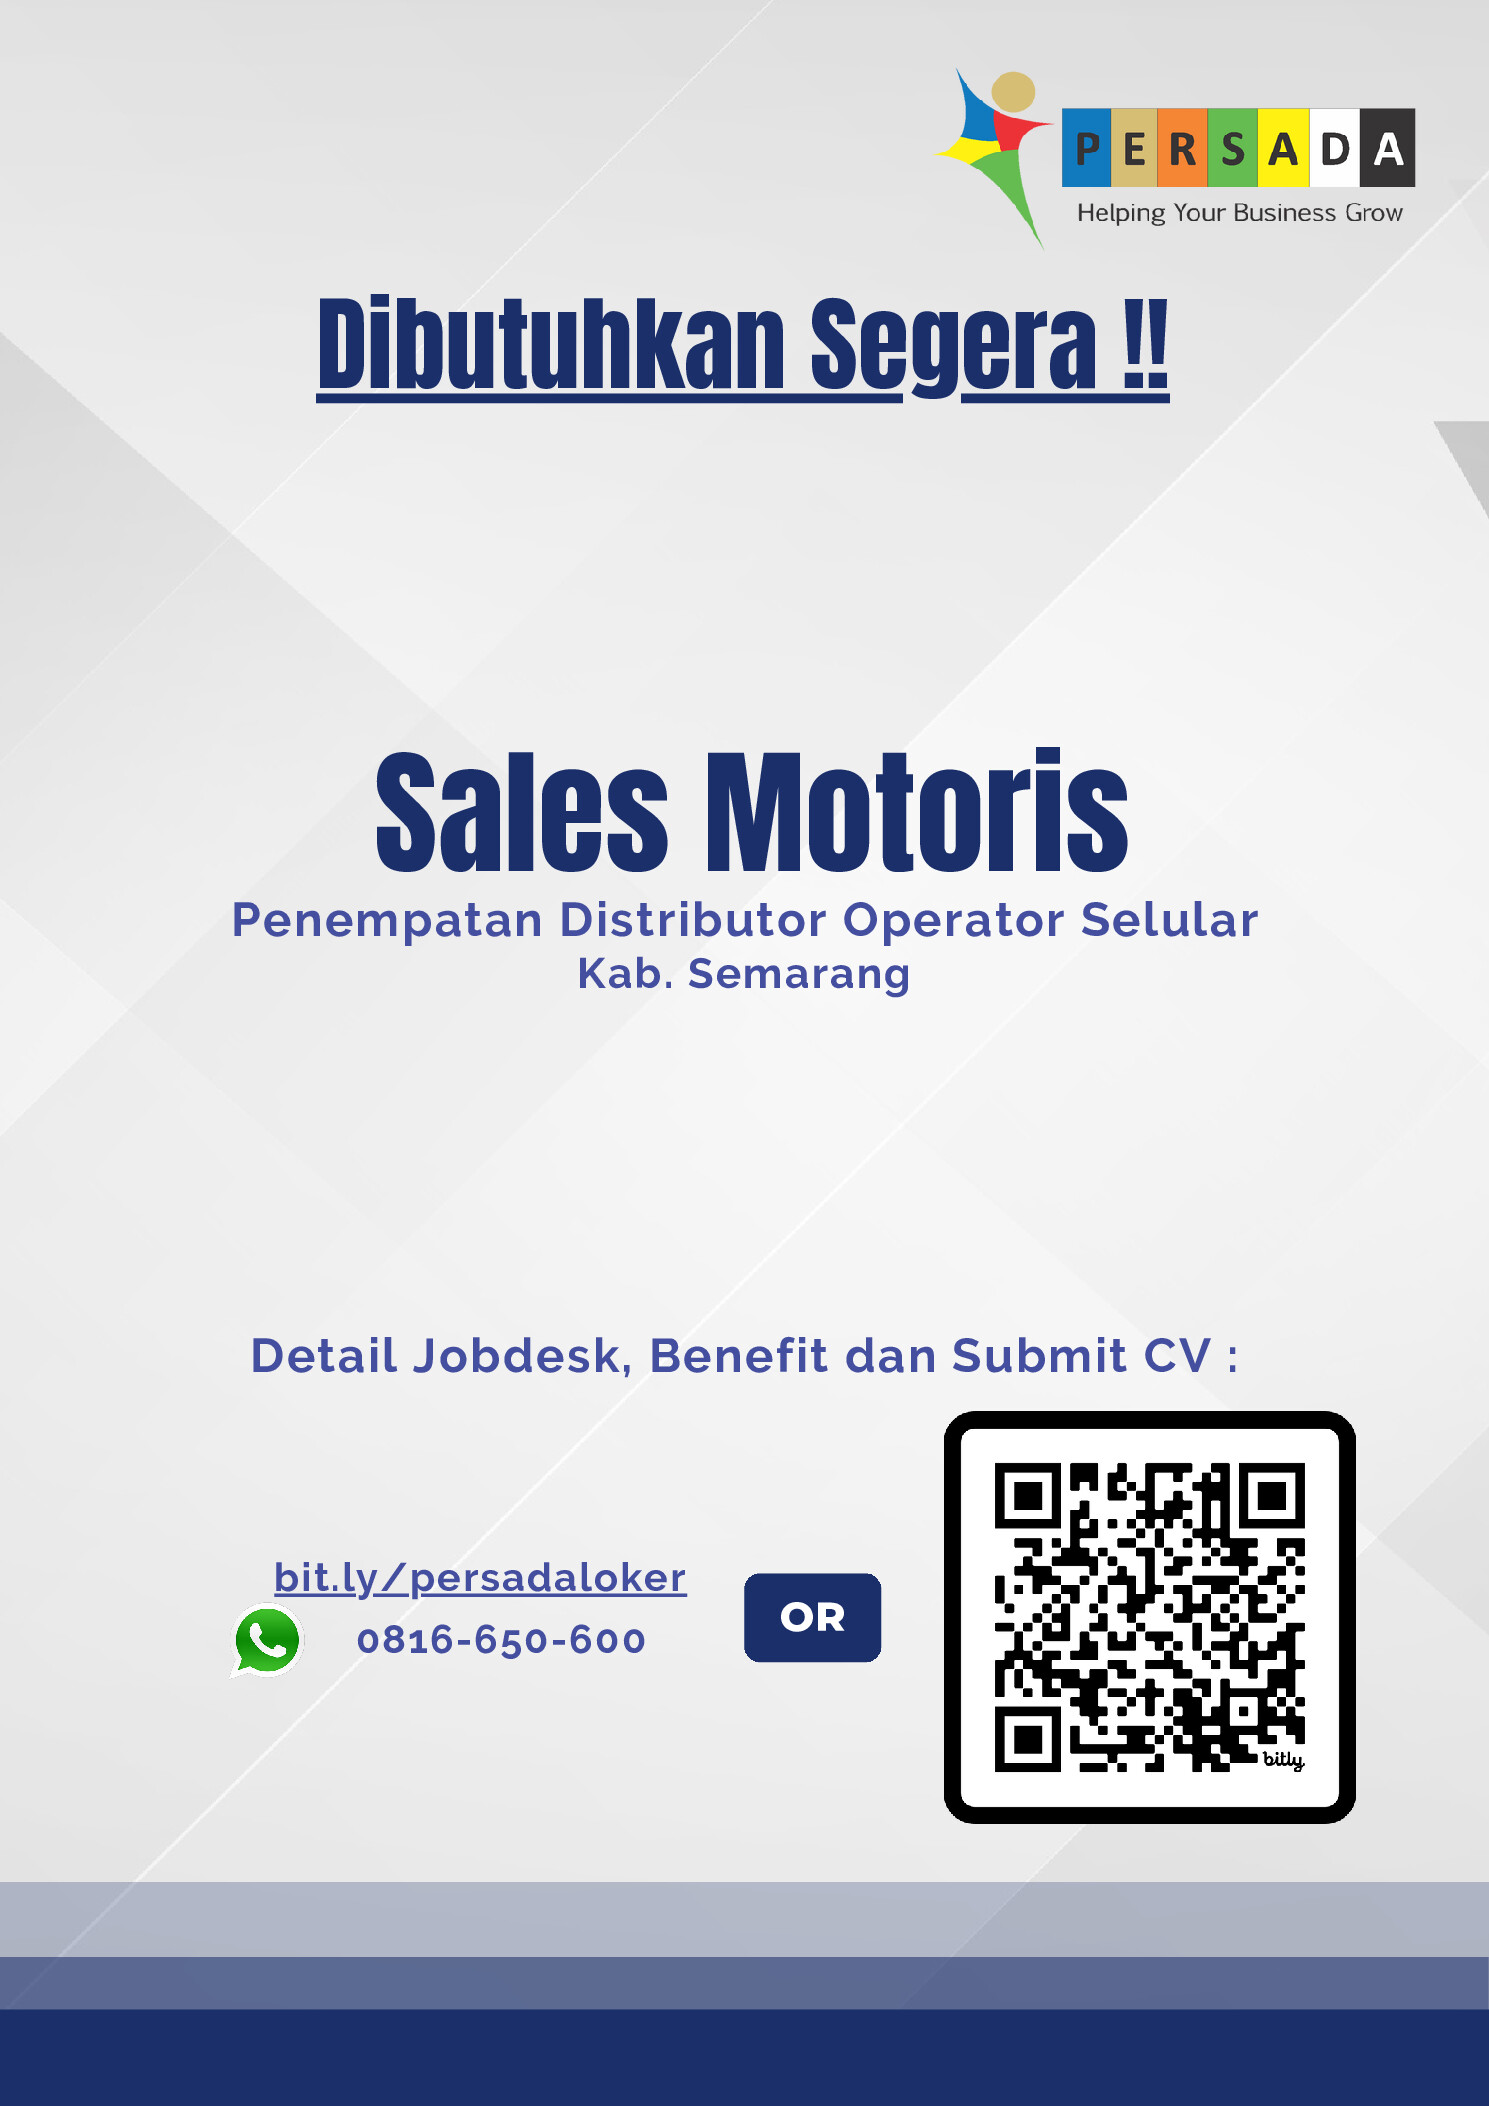 PERSADA
Helping Your Business Grow
Dibutuhkan Segera !!
Sales Motoris
Penempatan Distributor Operator Selular
Kab. Semarang
Detail Jobdesk, Benefit dan Submit CV :
bit.ly/persadaloker
0816-650-600
OR
bitly